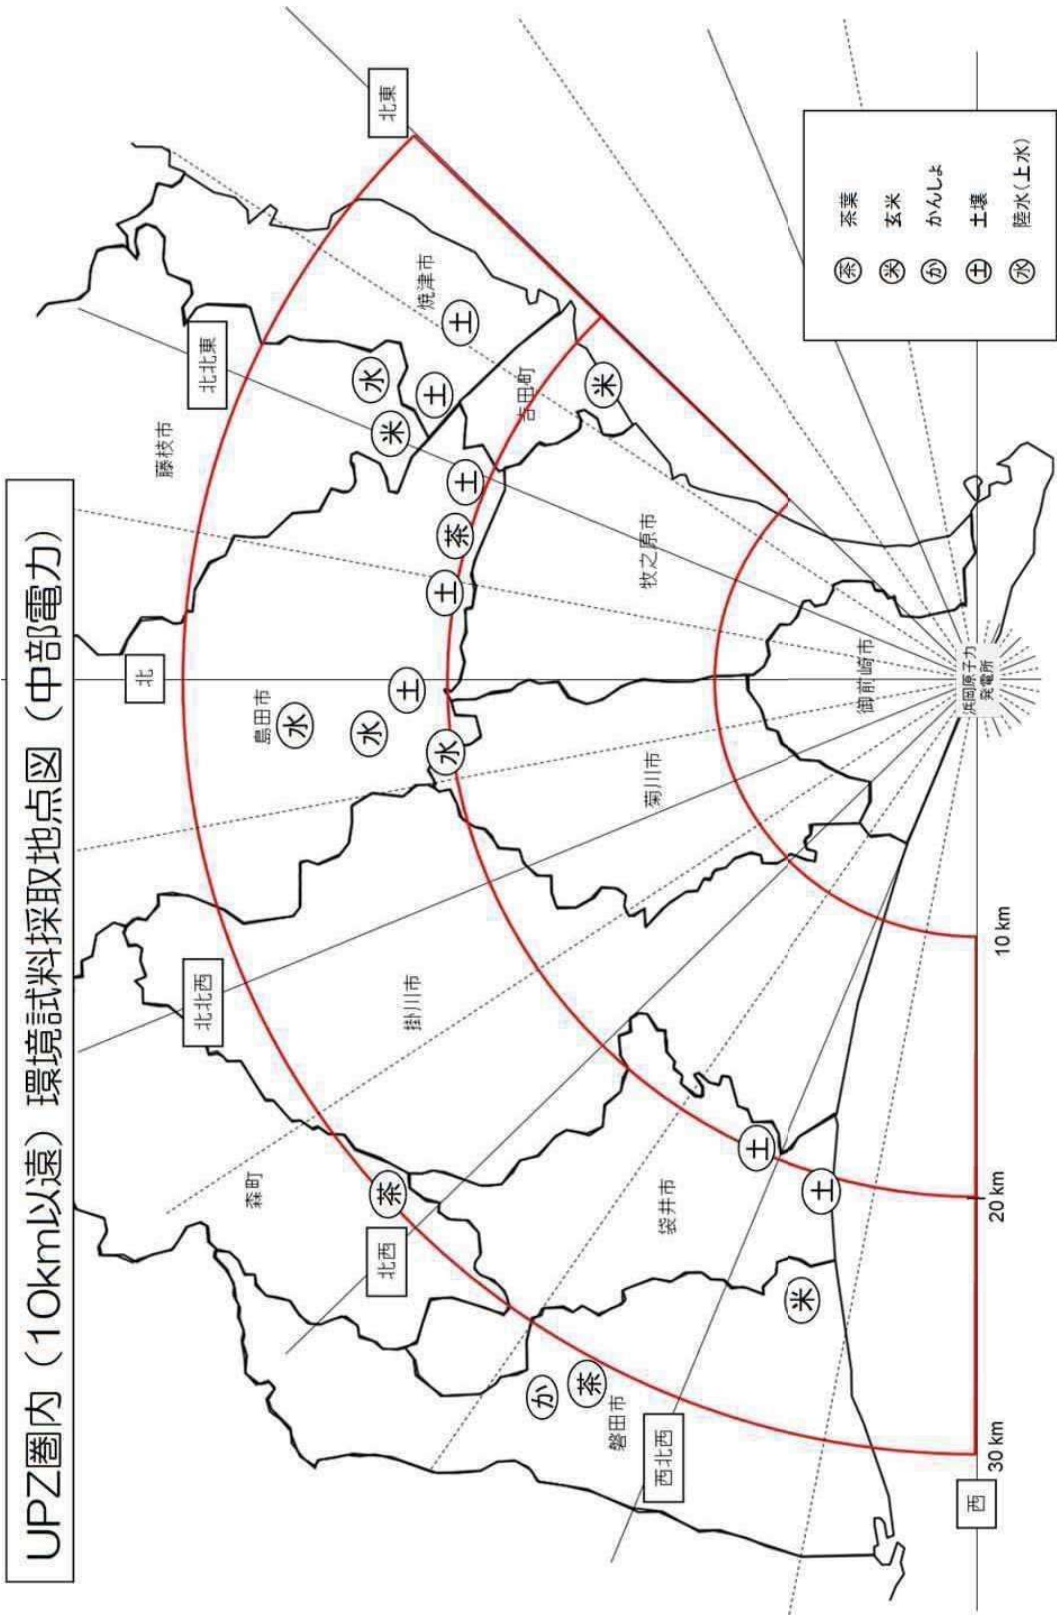 UPZ圏内（10km以遠）環境試料採取地点図（中部電力）
北
北北東
北東
北北西
北西
西北西
西
藤枝市
焼津市
島田市
吉田町
牧之原市
菊川市
御前崎市
掛川市
森町
袋井市
磐田市
浜岡原子力
発電所
水
米
土
土
米
土
茶
土
土
水
水
水
茶
土
土
米
か
茶
10 km
20 km
30 km
茶 茶葉
米 玄米
か かんしょ
土 土壌
水 陸水（上水）